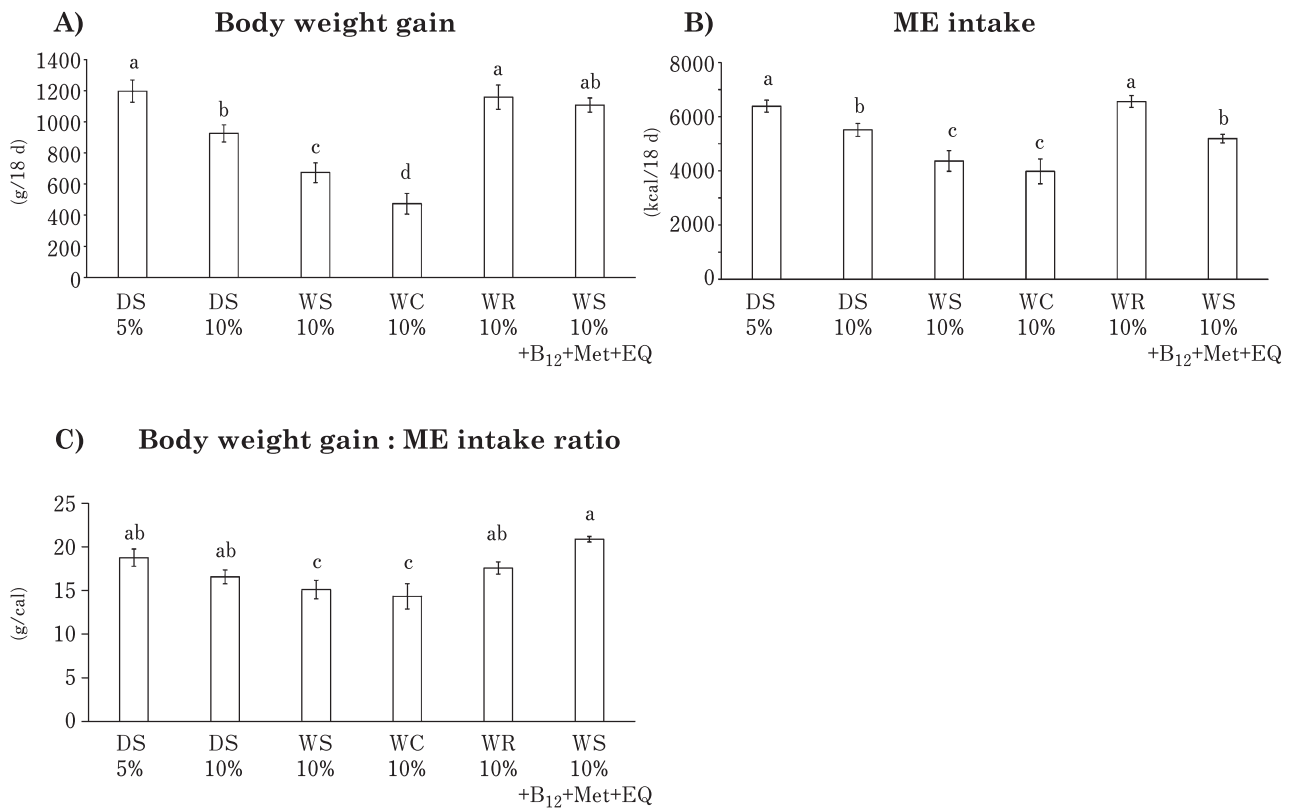 A) Body weight gain
(g/18 d)
1400
1200
1000
800
600
400
200
0
a
b
c
d
a
ab
DS DS WS WC WR WS
5% 10% 10% 10% 10% 10%
+B12+Met+EQ
B) ME intake
(kcal/18 d)
8000
6000
4000
2000
0
a
b
c
c
a
b
DS DS WS WC WR WS
5% 10% 10% 10% 10% 10%
+B12+Met+EQ
C) Body weight gain : ME intake ratio
(g/cal)
25
20
15
10
5
0
ab
ab
c
c
ab
a
DS DS WS WC WR WS
5% 10% 10% 10% 10% 10%
+B12+Met+EQ